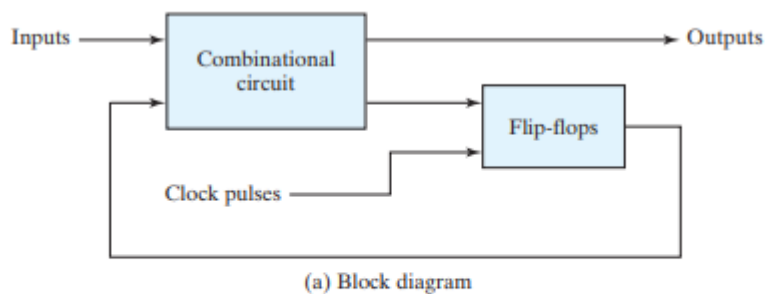 Inputs
Combinational
circuit
Outputs
Flip-flops
Clock pulses
(a) Block diagram